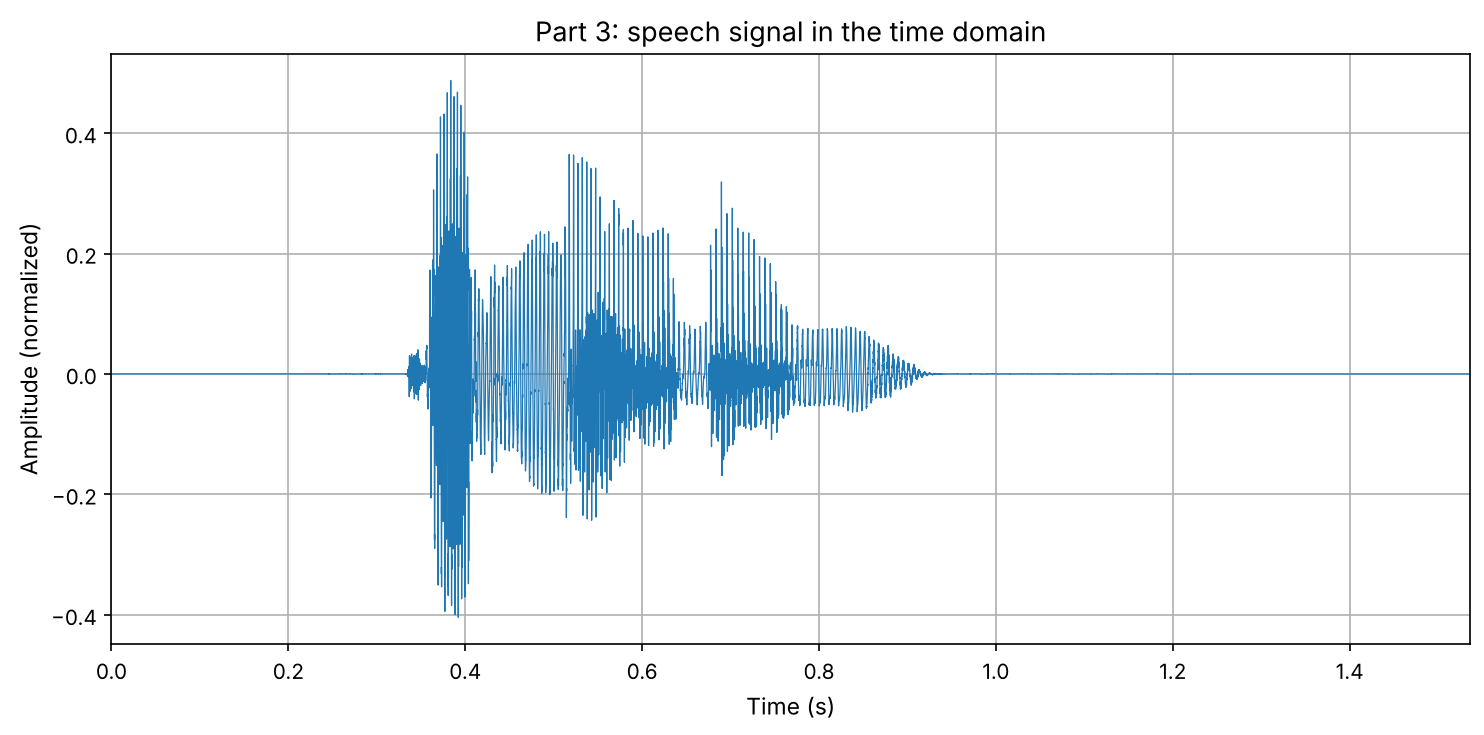 Part 3: speech signal in the time domain
Amplitude (normalized)
0.4
0.2
0.0
−0.2
−0.4
0.0 0.2 0.4 0.6 0.8 1.0 1.2 1.4
Time (s)